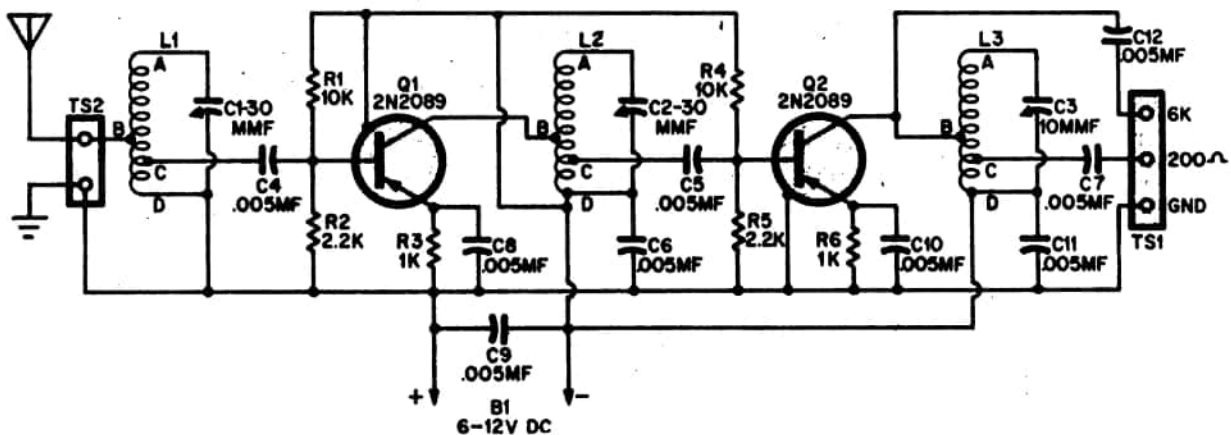 TS2
L1
A
B
C
D
C1-30
MMF
C4
.005MF
R1
10K
R2
2.2K
Q1
2N2089
R3
1K
C8
.005MF
L2
A
B
C
D
C2-30
MMF
C5
.005MF
C6
.005MF
R4
10K
R5
2.2K
Q2
2N2089
R6
1K
C10
.005MF
L3
A
B
C
D
C3
10MMF
C7
.005MF
C11
.005MF
C12
.005MF
6K
200Ω
GND
TS1
C9
.005MF
+
-
B1
6-12V DC